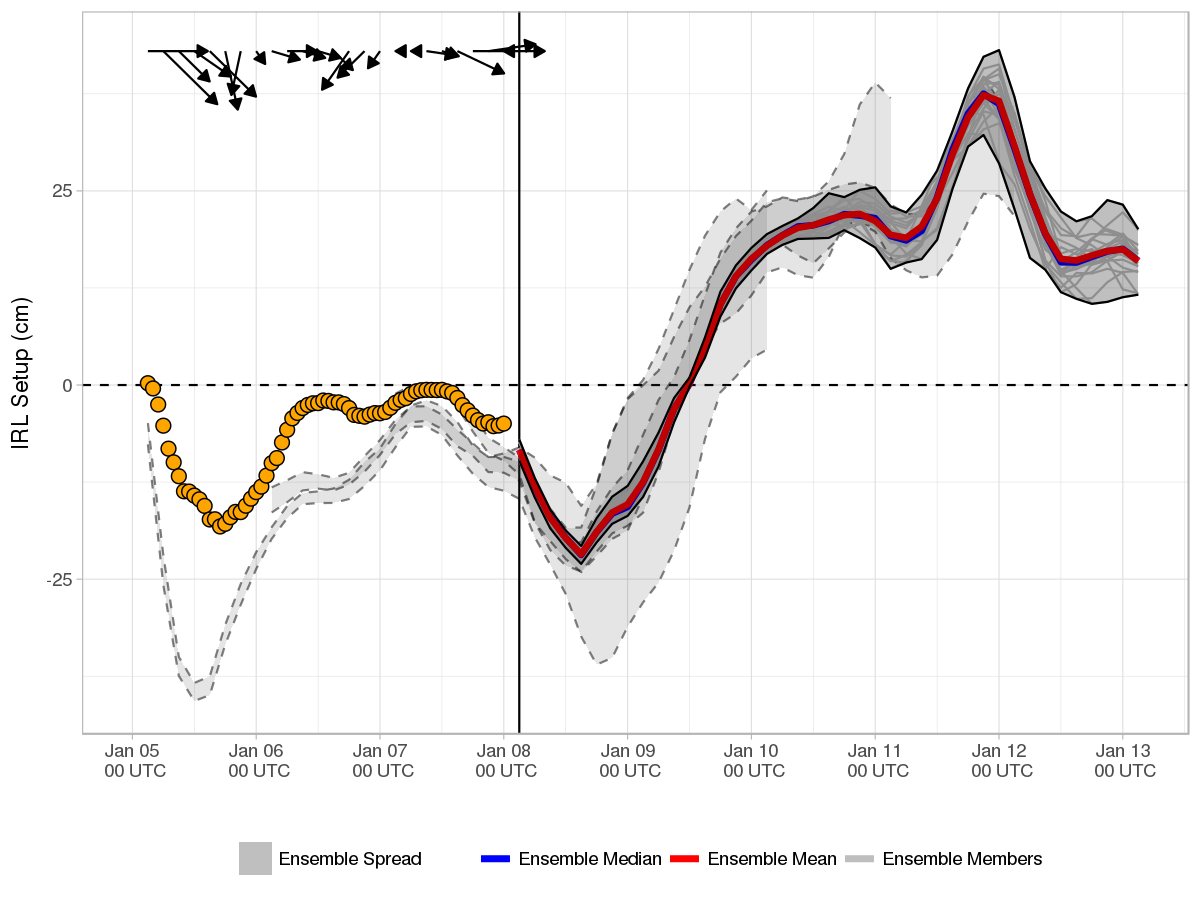 IRL Setup (cm)
25
0
-25
Jan 05 Jan 06 Jan 07 Jan 08 Jan 09 Jan 10 Jan 11 Jan 12 Jan 13
00 UTC 00 UTC 00 UTC 00 UTC 00 UTC 00 UTC 00 UTC 00 UTC 00 UTC
Ensemble Spread Ensemble Median Ensemble Mean Ensemble Members